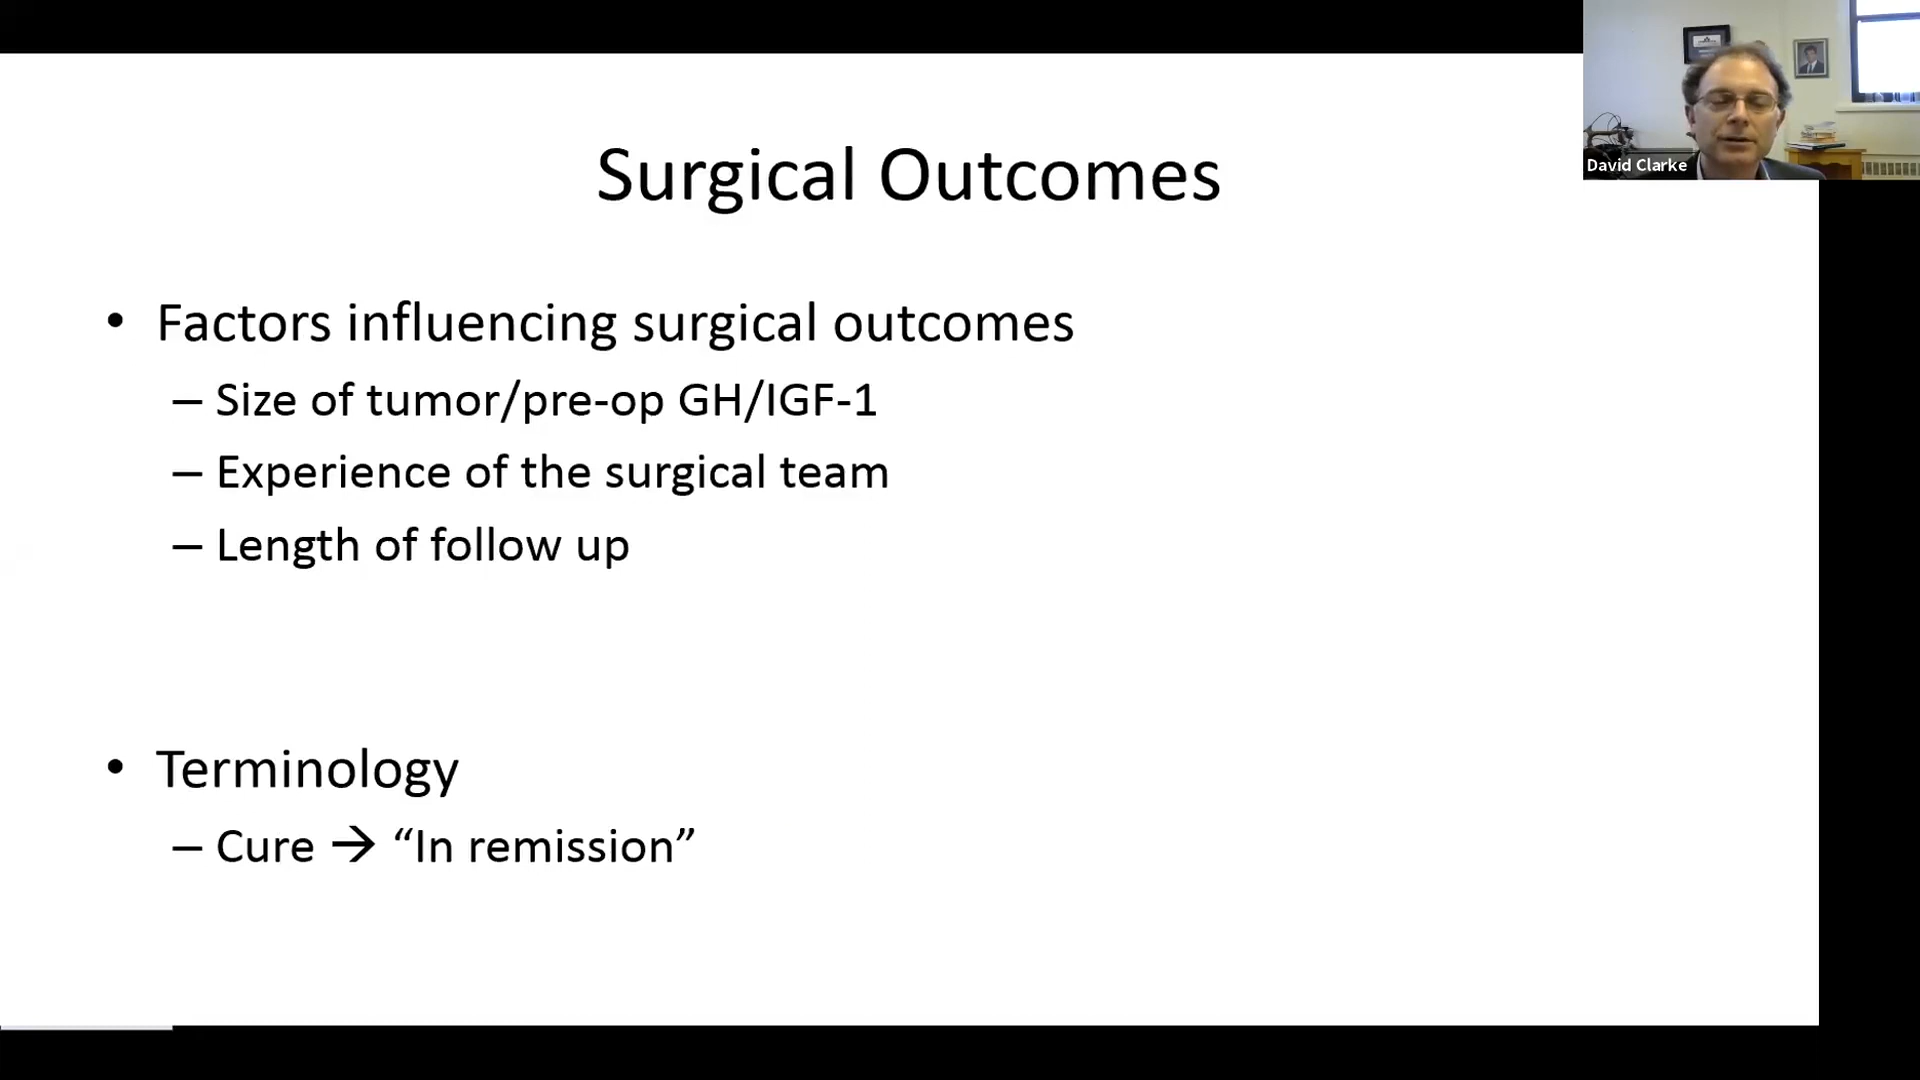 David Clarke
Surgical Outcomes
• Factors influencing surgical outcomes
– Size of tumor/pre-op GH/IGF-1
– Experience of the surgical team
– Length of follow up
• Terminology
– Cure → “In remission”